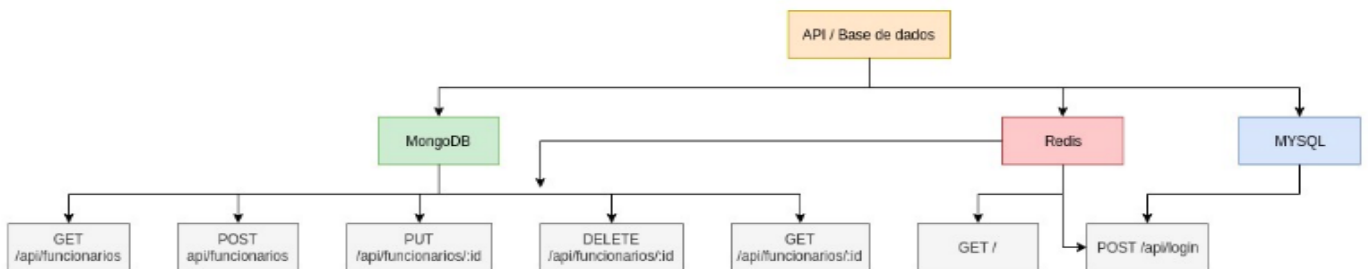 API / Base de dados
MongoDB
Redis
MYSQL
GET
/api/funcionarios
POST
api/funcionarios
PUT
/api/funcionarios/:id
DELETE
/api/funcionarios/:id
GET
/api/funcionarios/:id
GET /
POST /api/login